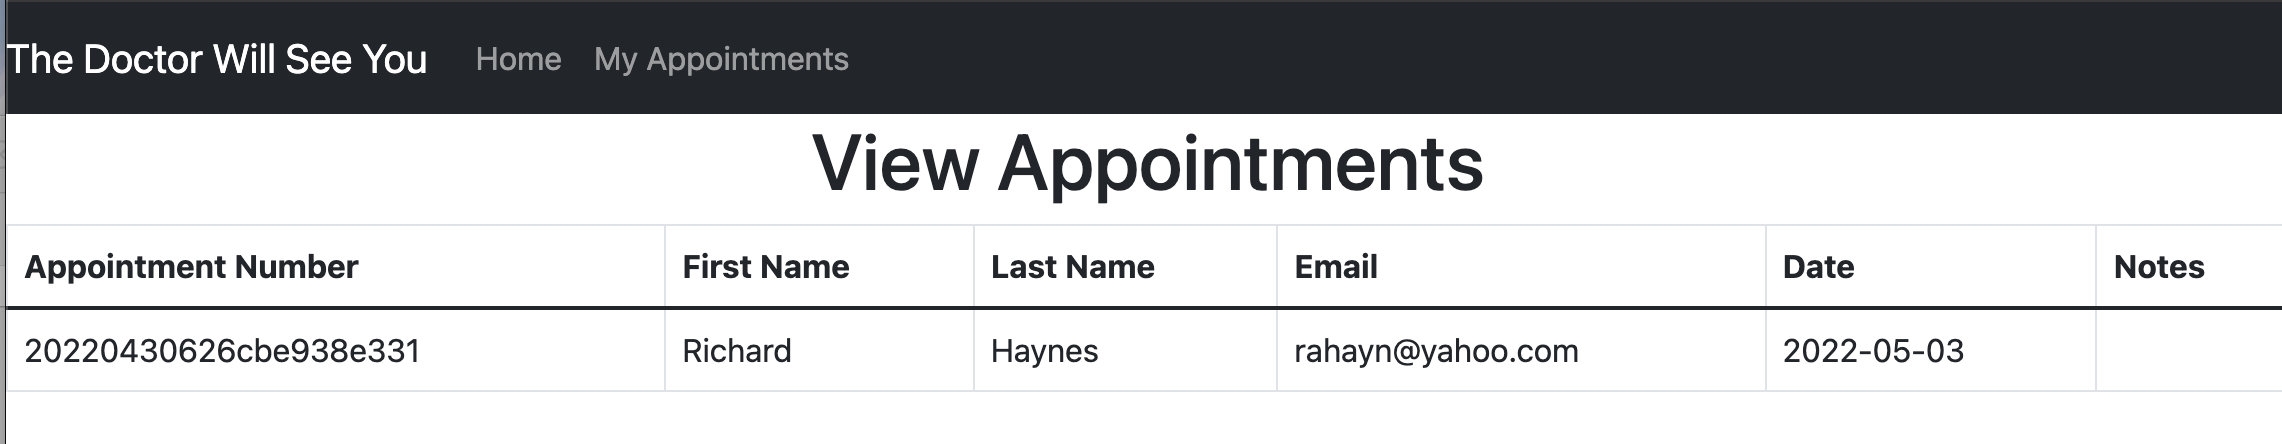 The Doctor Will See You Home My Appointments
View Appointments
Appointment Number First Name Last Name Email Date Notes
20220430626cbe938e331 Richard Haynes rahayn@yahoo.com 2022-05-03